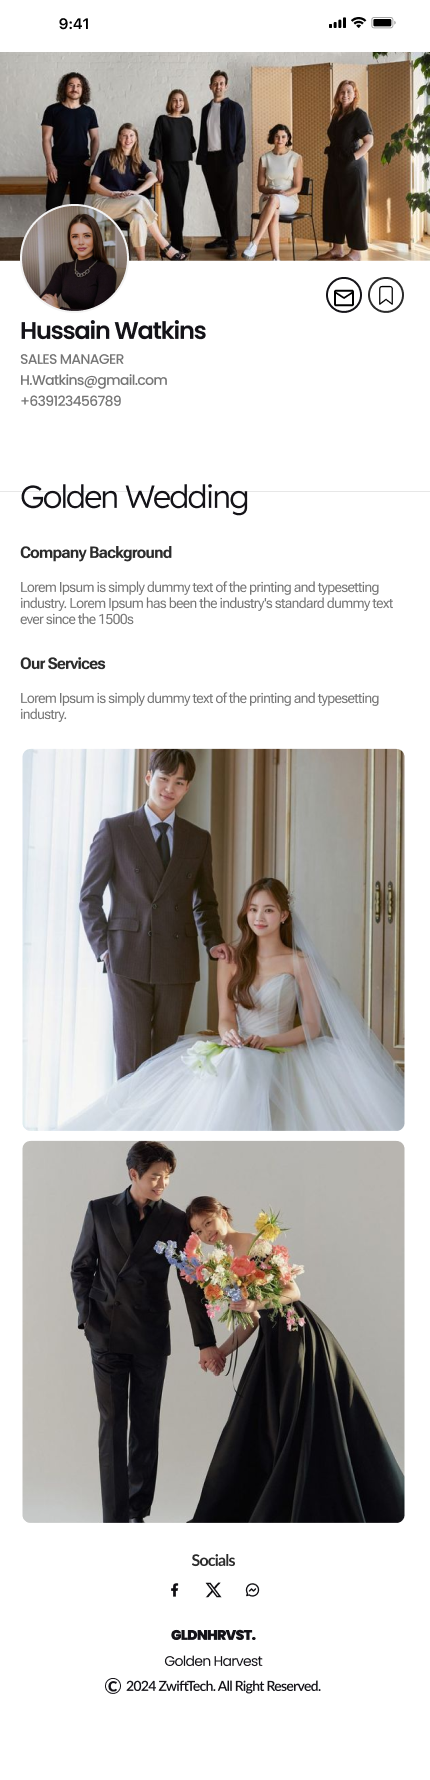 9:41
Hussain Watkins
SALES MANAGER
H.Watkins@gmail.com
+639123456789
Golden Wedding
Company Background
Lorem Ipsum is simply dummy text of the printing and typesetting
industry. Lorem Ipsum has been the industry's standard dummy text
ever since the 1500s
Our Services
Lorem Ipsum is simply dummy text of the printing and typesetting
industry.
Socials
GLDNHRVST.
Golden Harvest
© 2024 ZwiftTech. All Right Reserved.